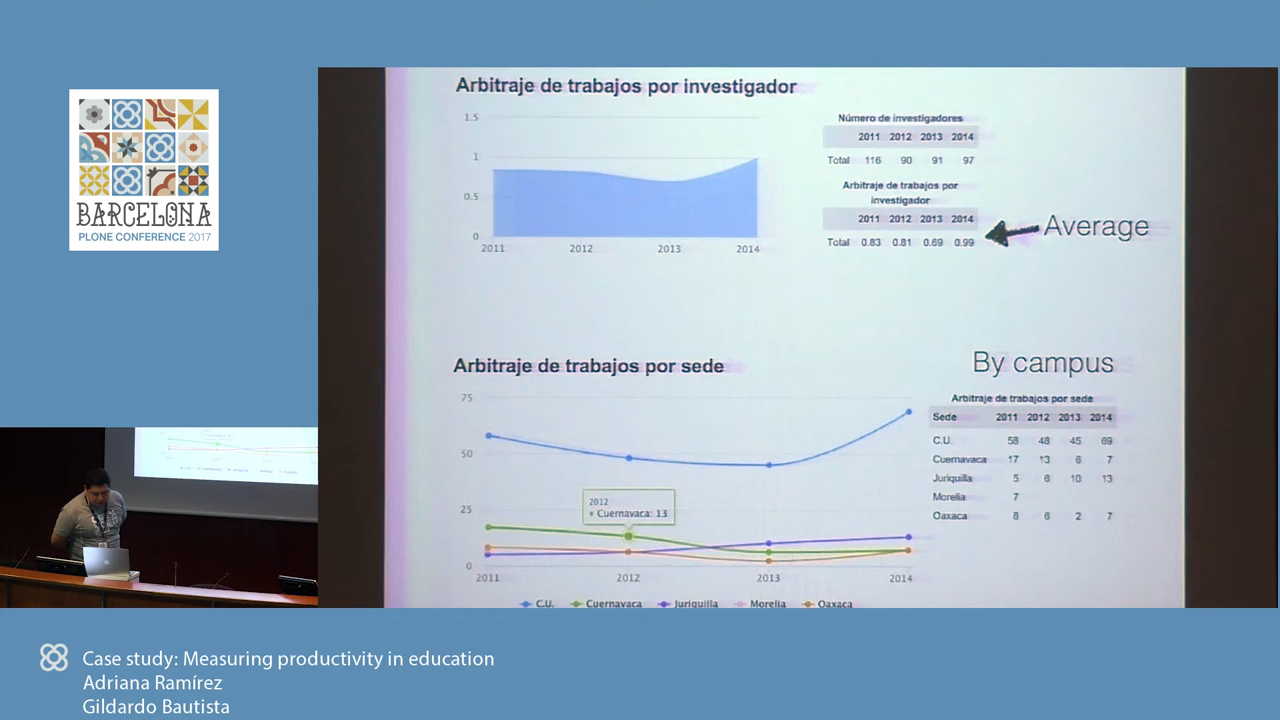 BARCELONA
PLONE CONFERENCE 2017
Arbitraje de trabajos por investigador
1.5
1
0.5
0
2011 2012 2013 2014
Número de investigadores
2011 2012 2013 2014
Total 116 90 91 97
Arbitraje de trabajos por
investigador
2011 2012 2013 2014
Total 0.83 0.81 0.69 0.99
Average
Arbitraje de trabajos por sede
75
50
25
0
2012
Cuernavaca: 13
2011 2012 2013 2014
C.U. Cuernavaca Juriquilla Morelia Oaxaca
By campus
Arbitraje de trabajos por sede
Sede 2011 2012 2013 2014
C.U. 58 48 45 69
Cuernavaca 17 13 6 7
Juriquilla 5 6 10 13
Morelia 7
Oaxaca 8 6 2 7
Case study: Measuring productivity in education
Adriana Ramírez
Gildardo Bautista